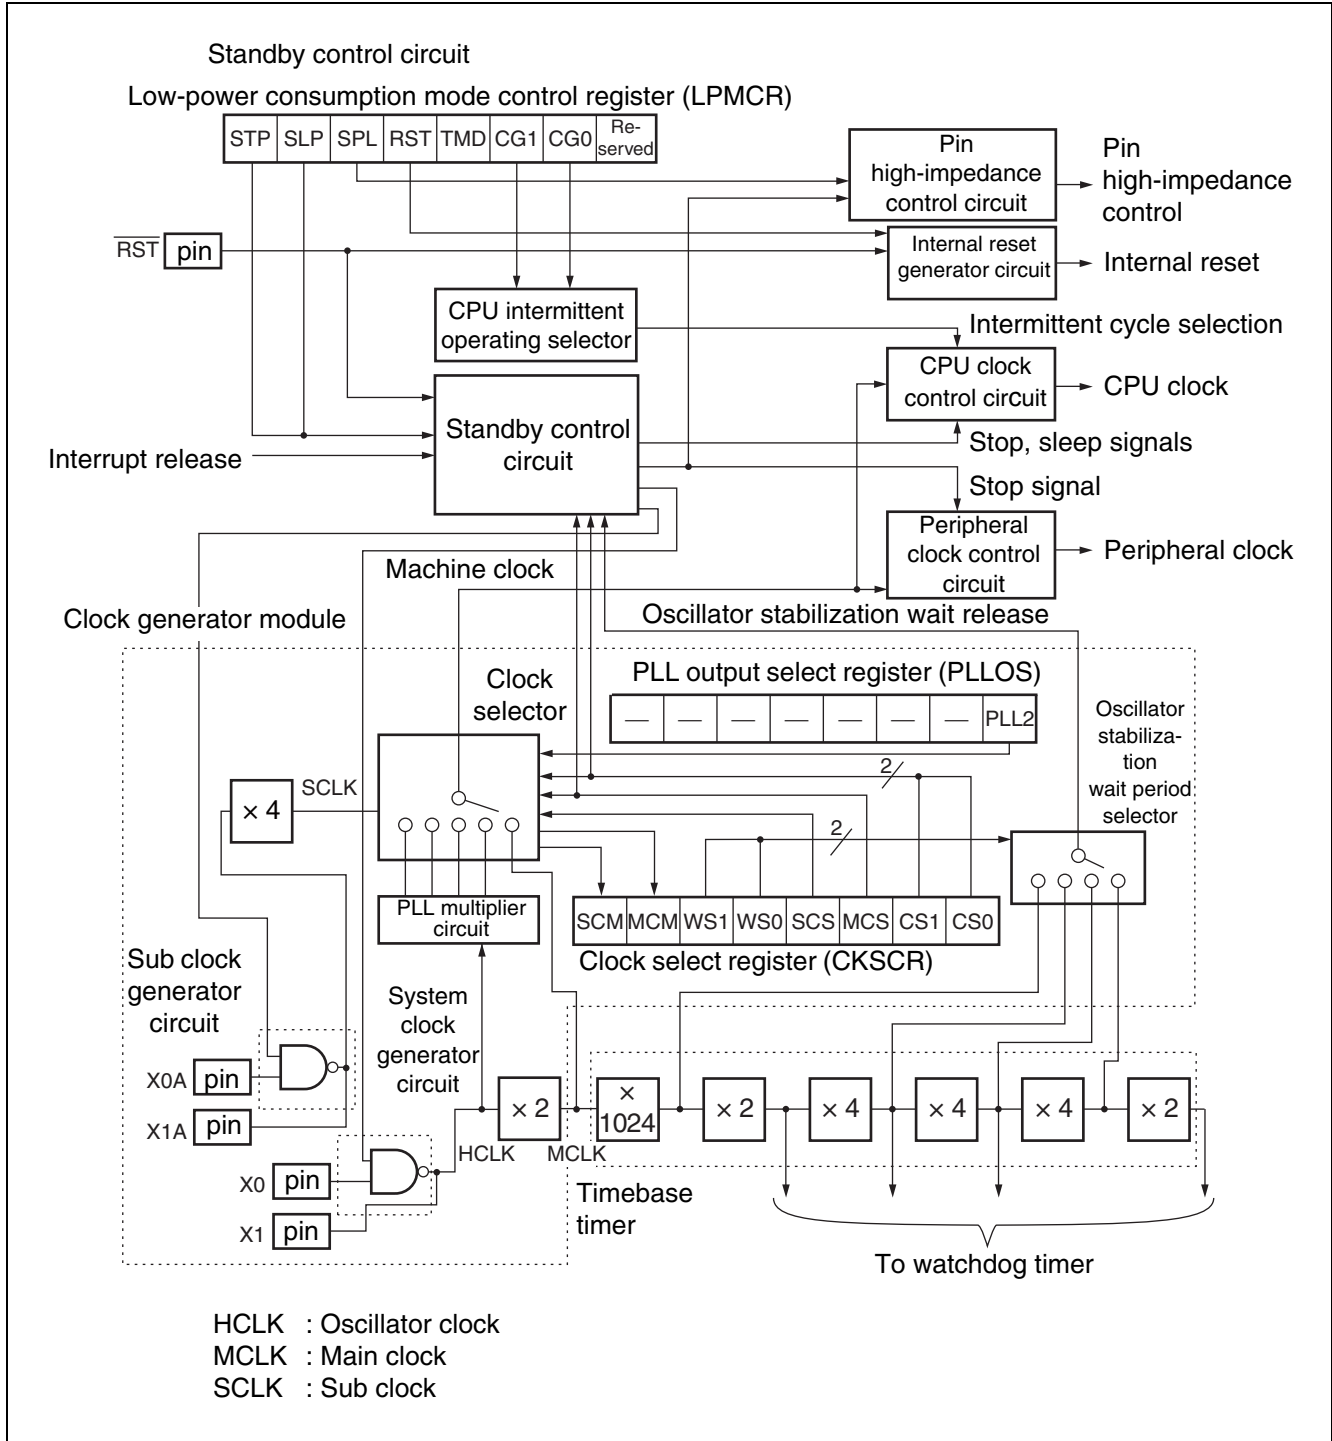 Standby control circuit
Low-power consumption mode control register (LPMCR)
STP SLP SPL RST TMD CG1 CG0 Re-
served
Pin
high-impedance
control circuit
Pin
high-impedance
control
RST pin
Internal reset
generator circuit
Internal reset
CPU intermittent
operating selector
Intermittent cycle selection
CPU clock
control circuit
CPU clock
Standby control
circuit
Stop, sleep signals
Interrupt release
Stop signal
Peripheral
clock control
circuit
Peripheral clock
Machine clock
Oscillator stabilization wait release
Clock generator module
Clock
selector
PLL output select register (PLLOS)
— — — — — — — PLL2
Oscillator
stabiliza-
tion
wait period
selector
2
SCLK
× 4
2
PLL multiplier
circuit
SCM MCM WS1 WS0 SCS MCS CS1 CS0
Clock select register (CKSCR)
Sub clock
generator
circuit
System
clock
generator
circuit
X0A pin
X1A pin
× 2
×
1024
× 2
× 4
× 4
× 4
× 2
HCLK
MCLK
X0 pin
X1 pin
Timebase
timer
To watchdog timer
HCLK : Oscillator clock
MCLK : Main clock
SCLK : Sub clock